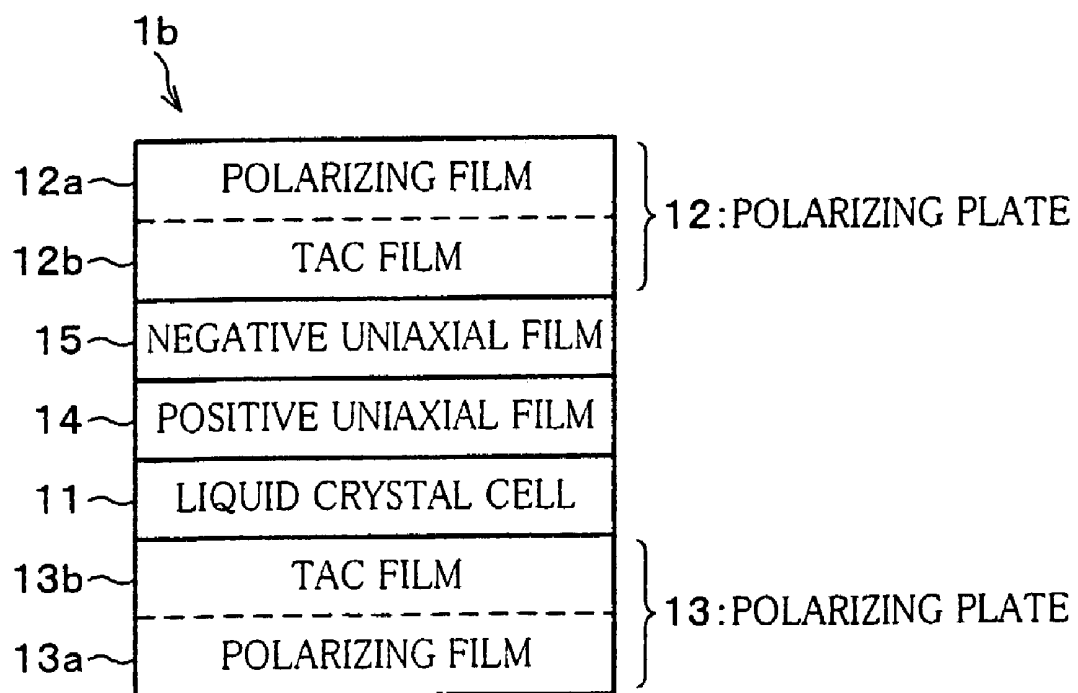 1b
12a POLARIZING FILM
12:POLARIZING PLATE
12b TAC FILM
15 NEGATIVE UNIAXIAL FILM
14 POSITIVE UNIAXIAL FILM
11 LIQUID CRYSTAL CELL
13b TAC FILM
13:POLARIZING PLATE
13a POLARIZING FILM